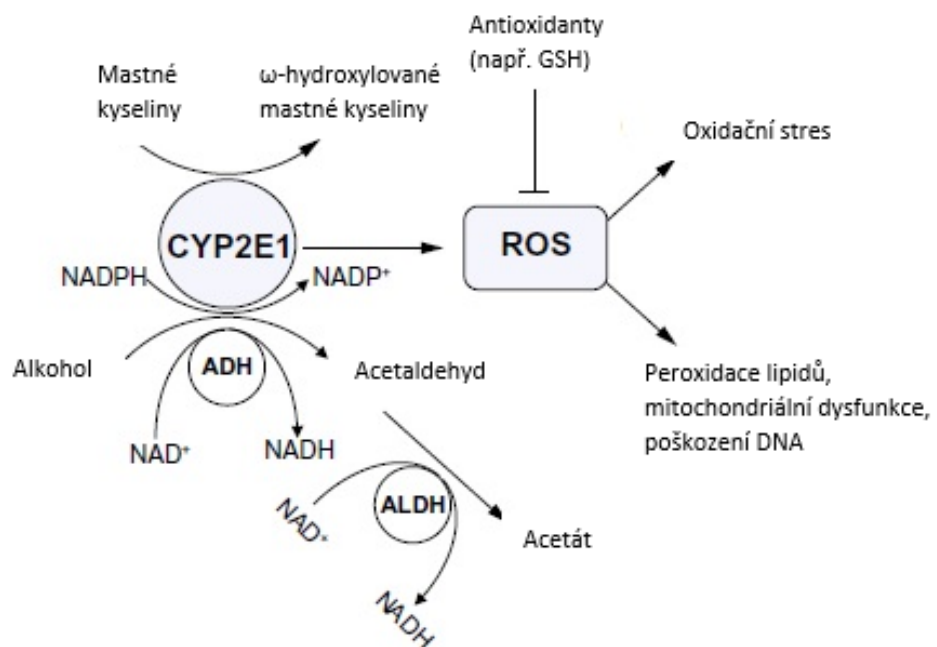 Antioxidanty
(např. GSH)
Mastné
kyseliny
ω-hydroxylované
mastné kyseliny
Oxidační stres
CYP2E1
ROS
NADPH
NADP⁺
Alkohol
ADH
Acetaldehyd
Peroxidace lipidů,
mitochondriální dysfunkce,
poškození DNA
NAD⁺
NADH
NAD⁺
ALDH
Acetát
NADH